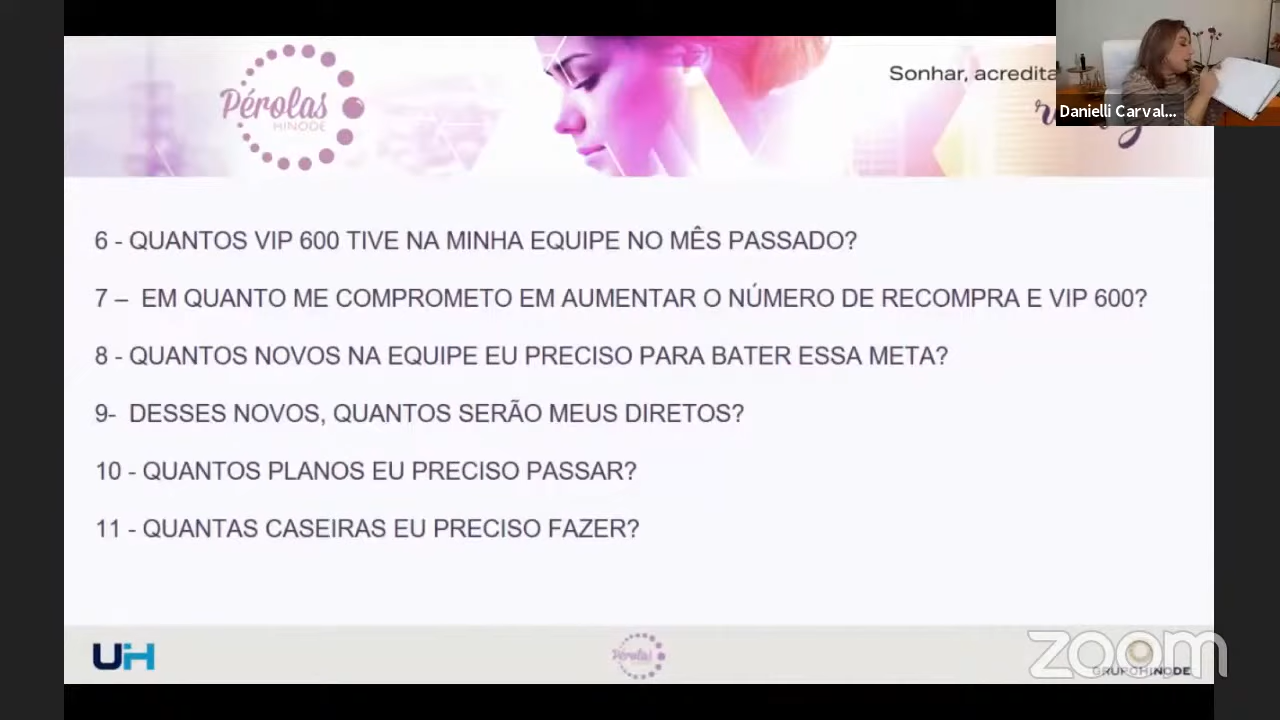 Pérolas
HINODE
Sonhar, acredita
Danielli Carval...
6 - QUANTOS VIP 600 TIVE NA MINHA EQUIPE NO MÊS PASSADO?
7 – EM QUANTO ME COMPROMETO EM AUMENTAR O NÚMERO DE RECOMPRA E VIP 600?
8 - QUANTOS NOVOS NA EQUIPE EU PRECISO PARA BATER ESSA META?
9- DESSES NOVOS, QUANTOS SERÃO MEUS DIRETOS?
10 - QUANTOS PLANOS EU PRECISO PASSAR?
11 - QUANTAS CASEIRAS EU PRECISO FAZER?
UH
Pérolas
zoom
GRUPOHINODE